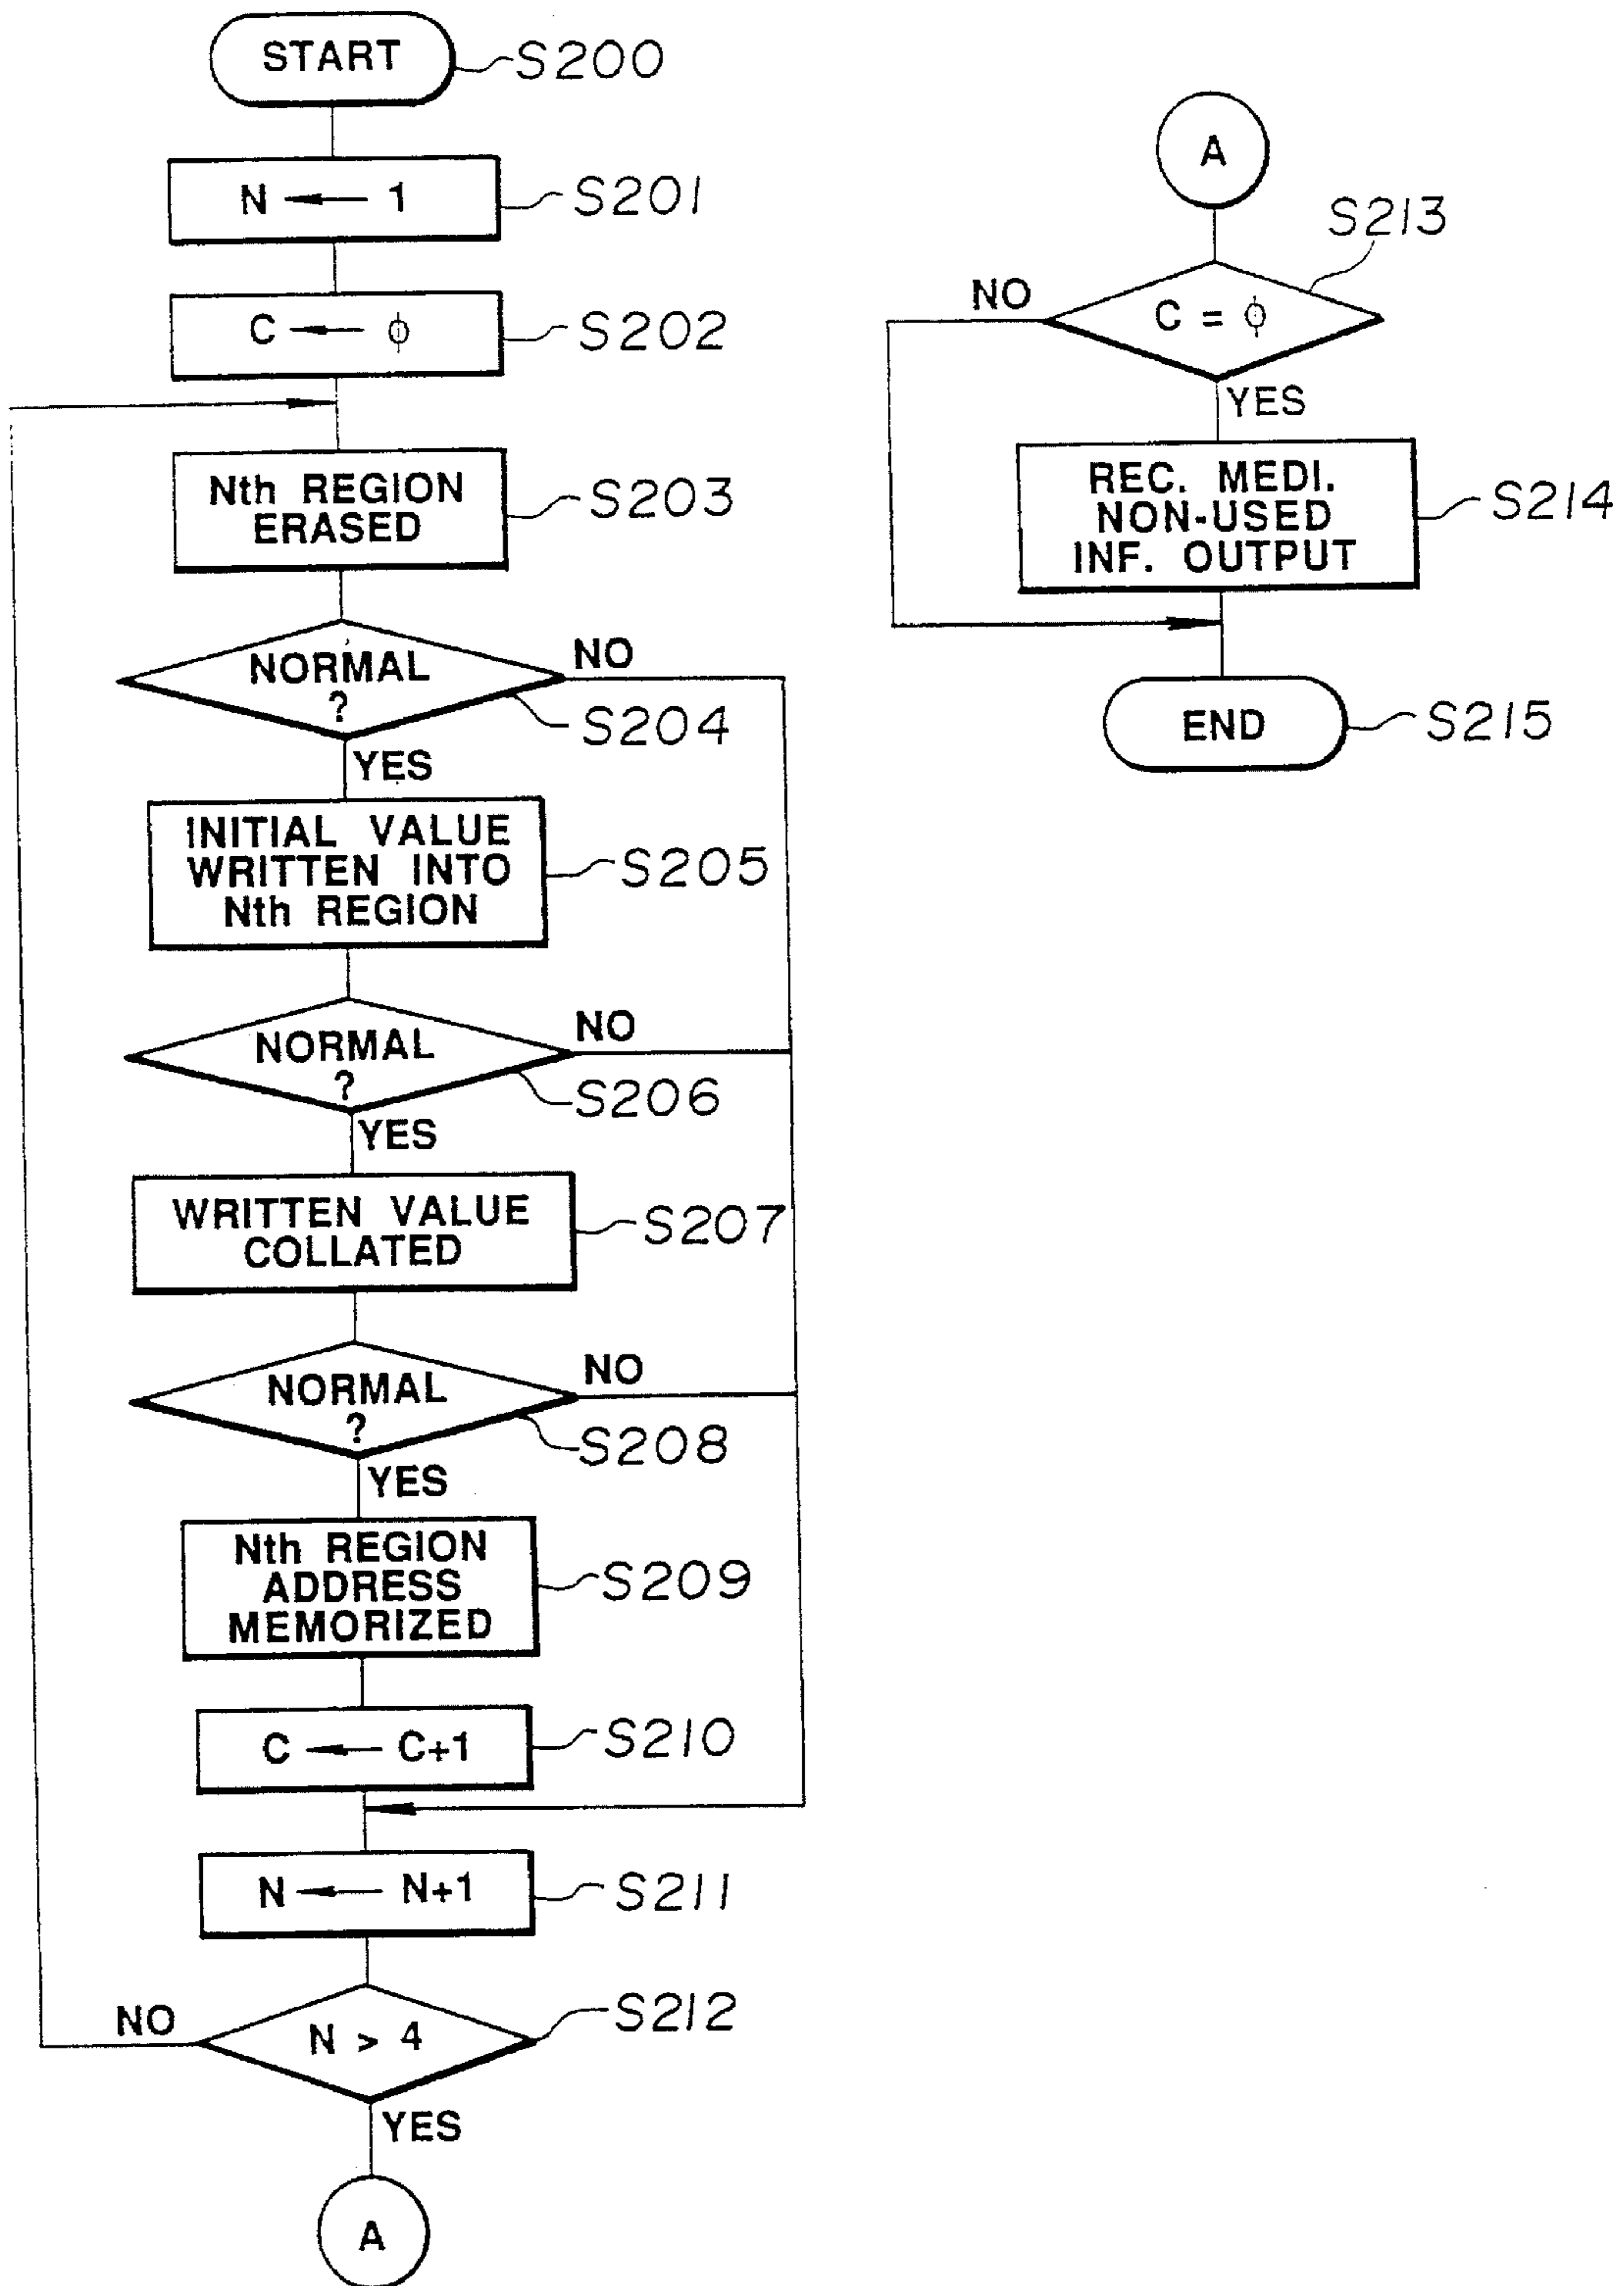 START
S200
N ← 1
S201
C ← ϕ
S202
Nth REGION
ERASED
S203
NORMAL
?
NO
S204
YES
INITIAL VALUE
WRITTEN INTO
Nth REGION
S205
NORMAL
?
NO
S206
YES
WRITTEN VALUE
COLLATED
S207
NORMAL
?
NO
S208
YES
Nth REGION
ADDRESS
MEMORIZED
S209
C ← C+1
S210
N ← N+1
S211
NO
N > 4
S212
YES
A
A
S213
NO
C = ϕ
YES
REC. MEDI.
NON-USED
INF. OUTPUT
S214
END
S215